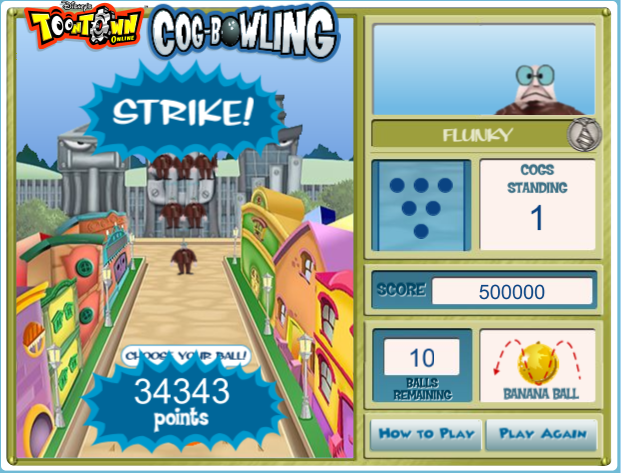 Disney's
TOONTOWN
ONLINE
COG-BOWLING
STRIKE!
CHOOSE YOUR BALL!
34343
points
FLUNKY
COGS
STANDING
1
SCORE 500000
10
BALLS
REMAINING
BANANA BALL
HOW TO PLAY
PLAY AGAIN